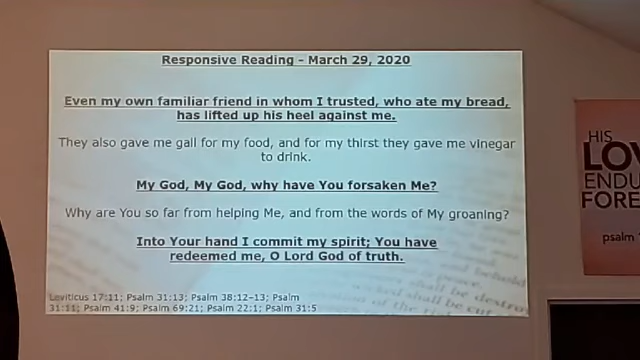 Responsive Reading - March 29, 2020
Even my own familiar friend in whom I trusted, who ate my bread,
has lifted up his heel against me.
They also gave me gall for my food, and for my thirst they gave me vinegar
to drink.
My God, My God, why have You forsaken Me?
Why are You so far from helping Me, and from the words of My groaning?
Into Your hand I commit my spirit; You have
redeemed me, O Lord God of truth.
Leviticus 17:11; Psalm 31:13; Psalm 38:12-13; Psalm
31:11; Psalm 41:9; Psalm 69:21; Psalm 22:1; Psalm 31:5
HIS
LOV
ENDU
FORE
psalm